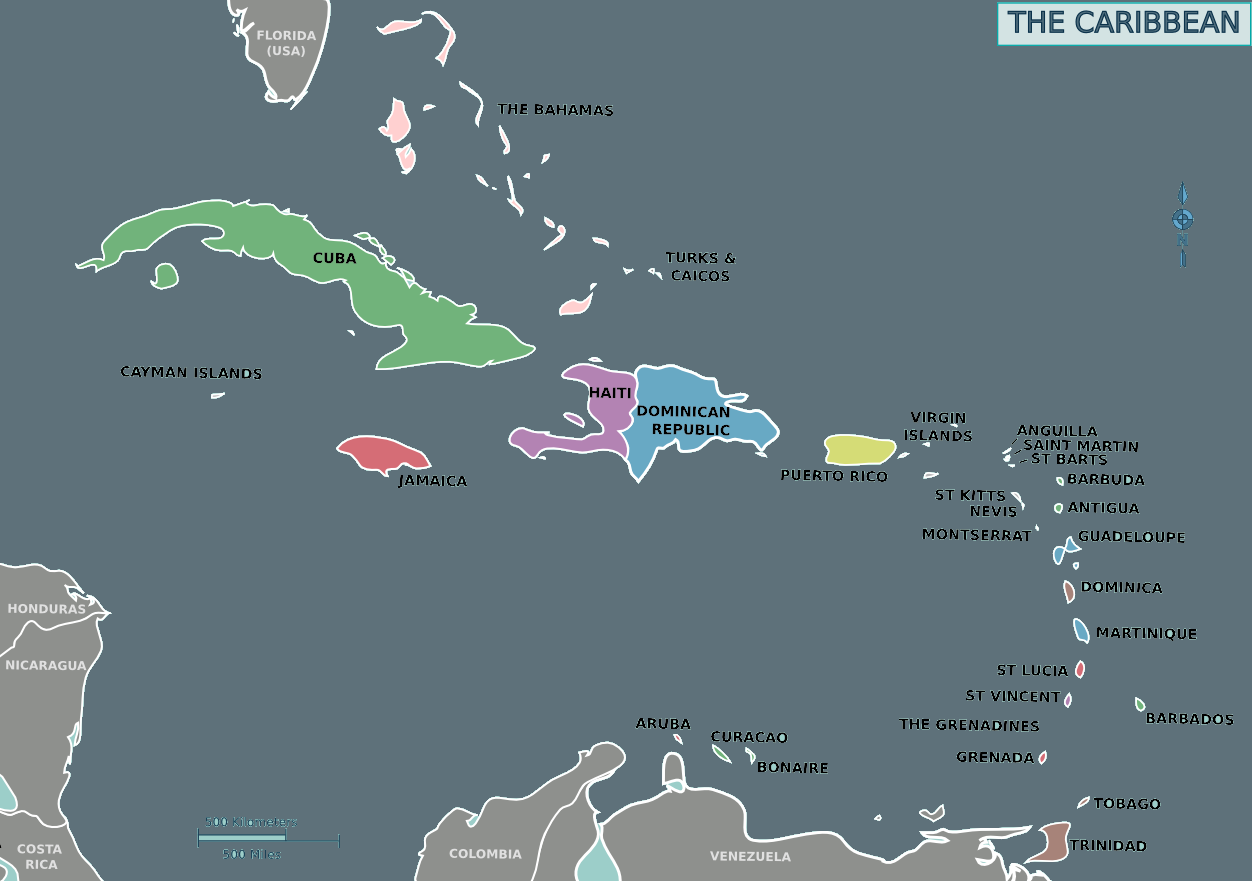 THE CARIBBEAN
FLORIDA
(USA)
THE BAHAMAS
N
CUBA
TURKS &
CAICOS
CAYMAN ISLANDS
HAITI
DOMINICAN
REPUBLIC
JAMAICA
PUERTO RICO
VIRGIN
ISLANDS
ANGUILLA
SAINT MARTIN
ST BARTS
BARBUDA
ST KITTS
NEVIS
ANTIGUA
MONTSERRAT
GUADELOUPE
DOMINICA
HONDURAS
MARTINIQUE
NICARAGUA
ST LUCIA
ST VINCENT
BARBADOS
THE GRENADINES
ARUBA
CURACAO
BONAIRE
GRENADA
TOBAGO
500 Kilometers
500 Miles
COSTA
RICA
COLOMBIA
VENEZUELA
TRINIDAD